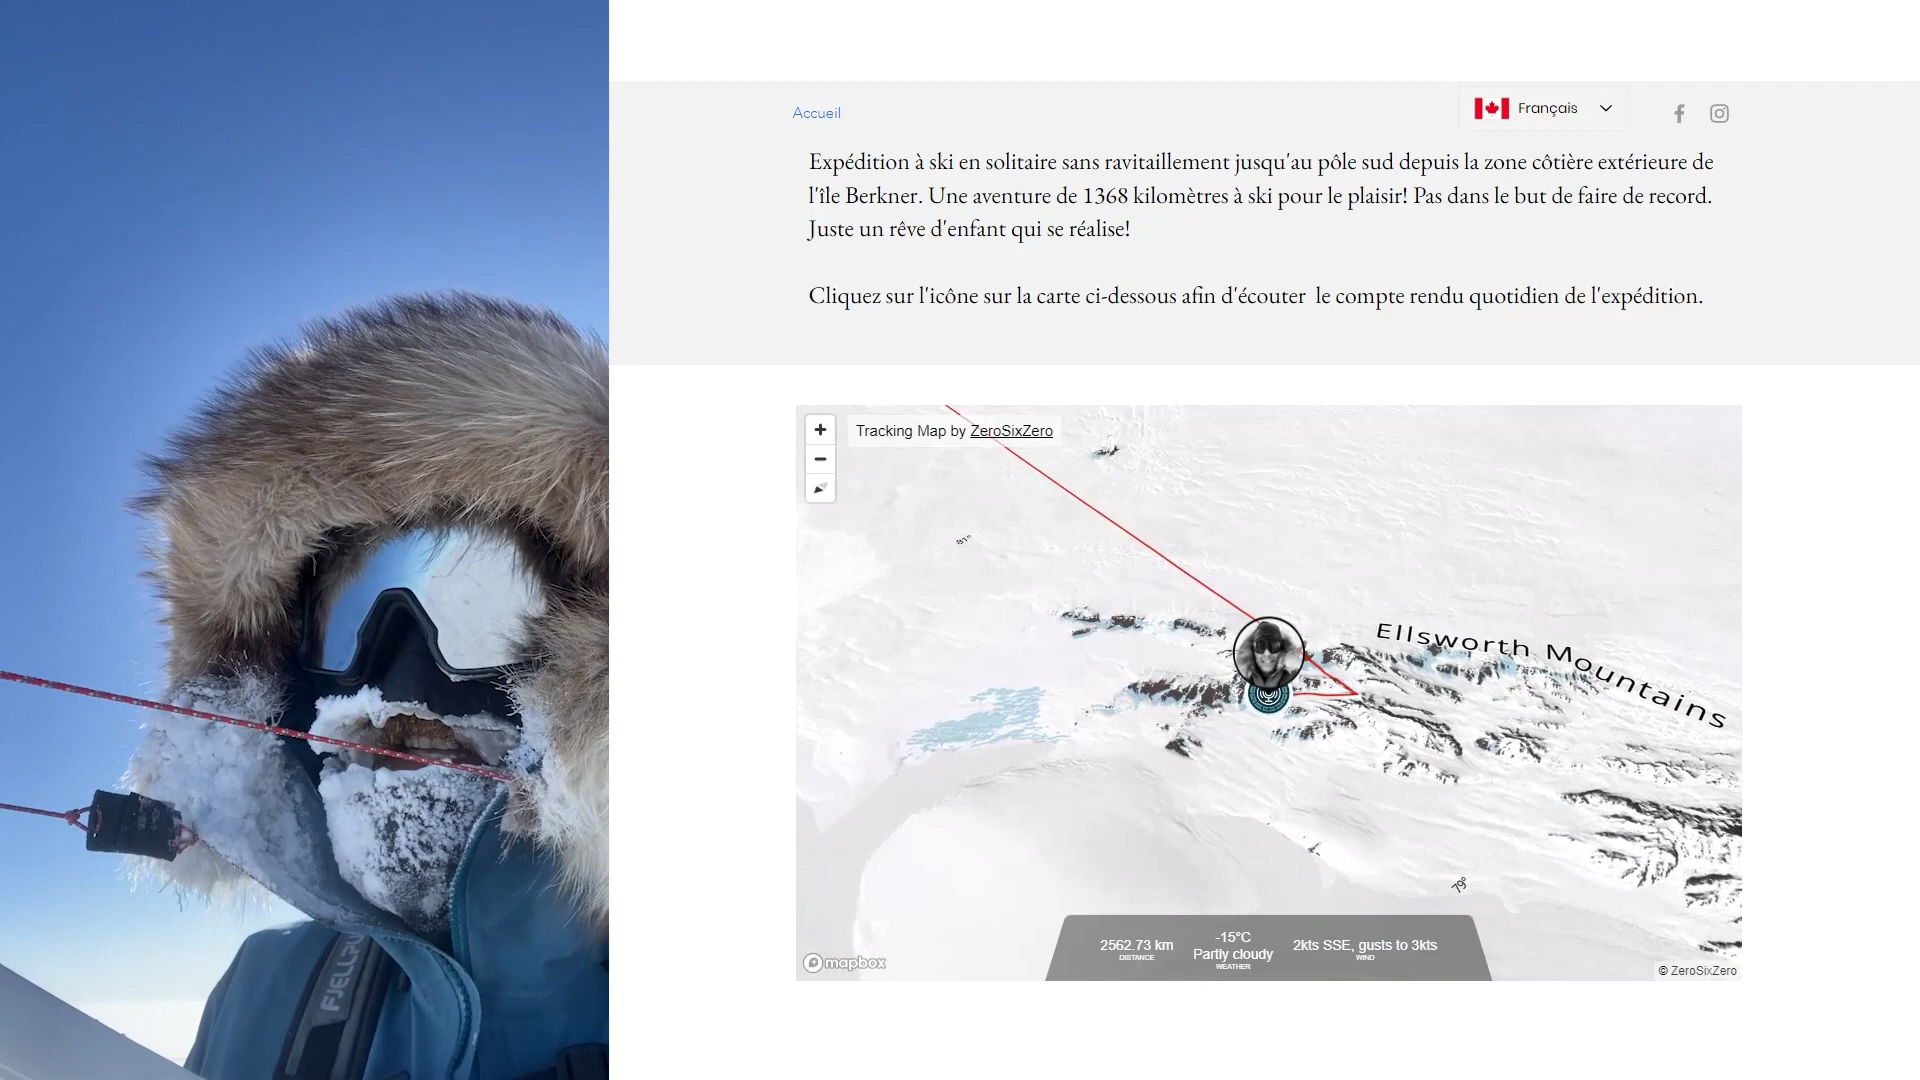 Accueil
Français
Expédition à ski en solitaire sans ravitaillement jusqu'au pôle sud depuis la zone côtière extérieure de
l'île Berkner. Une aventure de 1368 kilomètres à ski pour le plaisir! Pas dans le but de faire de record.
Juste un rêve d'enfant qui se réalise!
Cliquez sur l'icône sur la carte ci-dessous afin d'écouter  le compte rendu quotidien de l'expédition.
Tracking Map by ZeroSixZero
81°
Ellsworth Mountains
79°
2562.73 km
DISTANCE
-15°C
Partly cloudy
WEATHER
2kts SSE, gusts to 3kts
WIND
mapbox
© ZeroSixZero